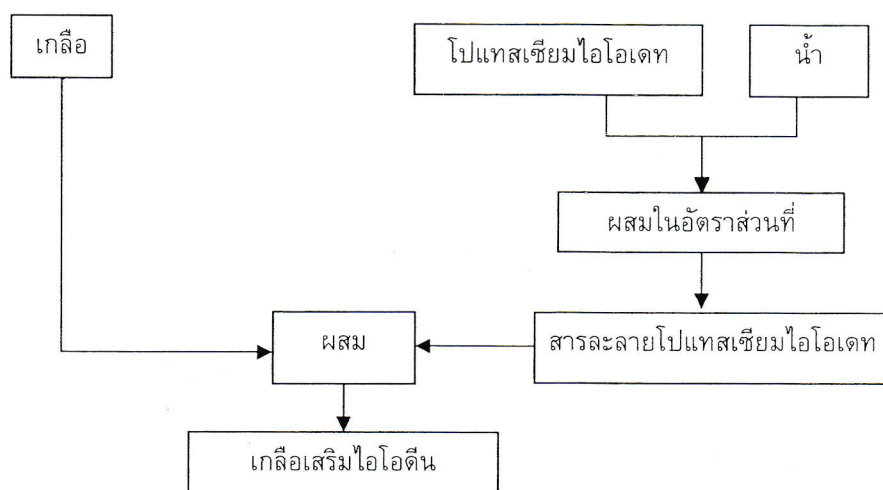 เกลือ
โปแทสเซียมไอโอเดท
น้ำ
ผสมในอัตราส่วนที่
ผสม
สารละลายโปแทสเซียมไอโอเดท
เกลือเสริมไอโอดีน